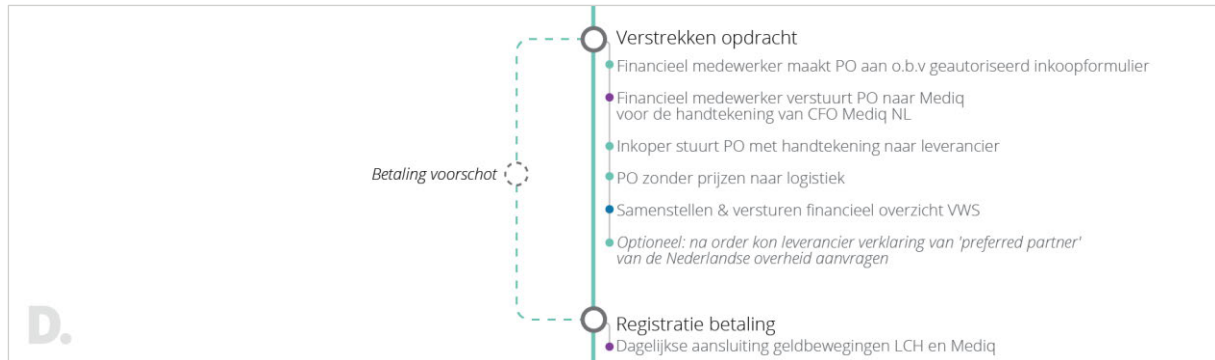 Verstrekken opdracht
Financieel medewerker maakt PO aan o.b.v geautoriseerd inkoopformulier
Financieel medewerker verstuurt PO naar Mediq
voor de handtekening van CFO Mediq NL
Inkoper stuurt PO met handtekening naar leverancier
Betaling voorschot
PO zonder prijzen naar logistiek
Samenstellen & versturen financieel overzicht VWS
Optioneel: na order kon leverancier verklaring van 'preferred partner'
van de Nederlandse overheid aanvragen
D.
Registratie betaling
Dagelijkse aansluiting geldbewegingen LCH en Mediq